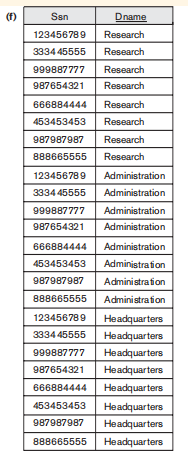 (f) Ssn Dname
123456789 Research
333445555 Research
999887777 Research
987654321 Research
666884444 Research
453453453 Research
987987987 Research
888665555 Research
123456789 Administration
333445555 Administration
999887777 Administration
987654321 Administration
666884444 Administration
453453453 Administration
987987987 Administration
888665555 Administration
123456789 Headquarters
333445555 Headquarters
999887777 Headquarters
987654321 Headquarters
666884444 Headquarters
453453453 Headquarters
987987987 Headquarters
888665555 Headquarters